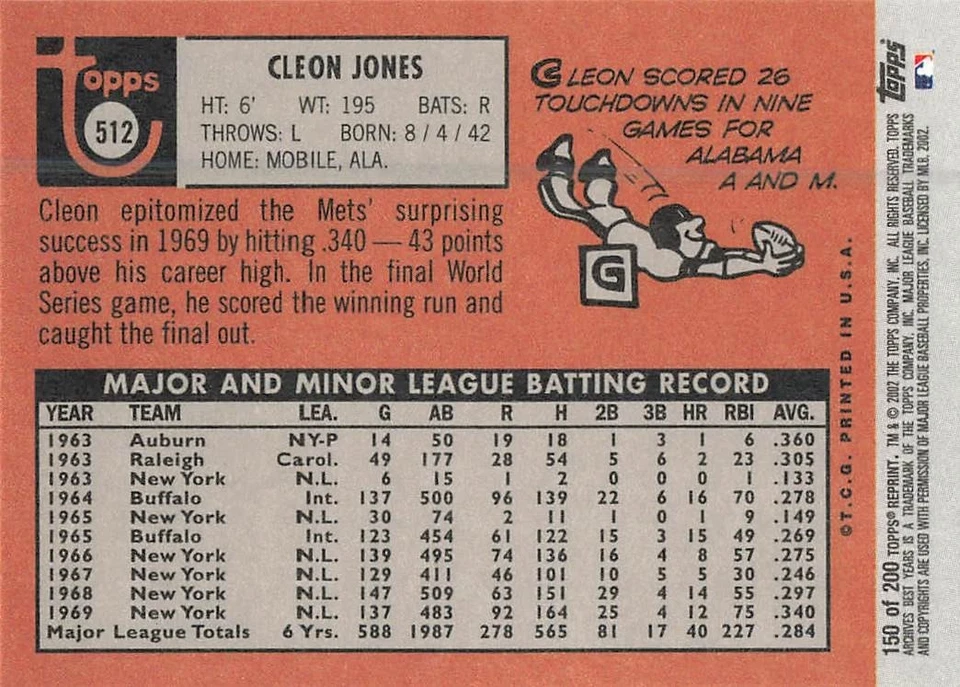 topps
512
CLEON JONES
HT: 6' WT: 195 BATS: R
THROWS: L BORN: 8 / 4 / 42
HOME: MOBILE, ALA.
CLEON SCORED 26
TOUCHDOWNS IN NINE
GAMES FOR
ALABAMA
A AND M.
G
Cleon epitomized the Mets' surprising
success in 1969 by hitting .340 — 43 points
above his career high. In the final World
Series game, he scored the winning run and
caught the final out.
MAJOR AND MINOR LEAGUE BATTING RECORD
YEAR TEAM LEA. G AB R H 2B 3B HR RBI AVG.
1963 Auburn NY-P 14 50 19 18 1 3 1 6 .360
1963 Raleigh Carol. 49 177 28 54 5 6 2 23 .305
1963 New York N.L. 6 15 1 2 0 0 0 1 .133
1964 Buffalo Int. 137 500 96 139 22 6 16 70 .278
1965 New York N.L. 30 74 2 11 1 0 1 9 .149
1965 Buffalo Int. 123 454 61 122 15 3 15 49 .269
1966 New York N.L. 139 495 74 136 16 4 8 57 .275
1967 New York N.L. 129 411 46 101 10 5 5 30 .246
1968 New York N.L. 147 509 63 151 29 4 14 55 .297
1969 New York N.L. 137 483 92 164 25 4 12 75 .340
Major League Totals 6 Yrs. 588 1987 278 565 81 17 40 227 .284
©T.C.G. PRINTED IN U.S.A.
topps
150 of 200 TOPPS® REPRINT. TM & © 2002 THE TOPPS COMPANY, INC. ALL RIGHTS RESERVED. TOPPS
ARCHIVES BEST YEARS IS A TRADEMARK OF THE TOPPS COMPANY, INC. MAJOR LEAGUE BASEBALL TRADEMARKS
AND COPYRIGHTS ARE USED WITH PERMISSION OF MAJOR LEAGUE BASEBALL PROPERTIES, INC. LICENSED BY MLB, 2002.